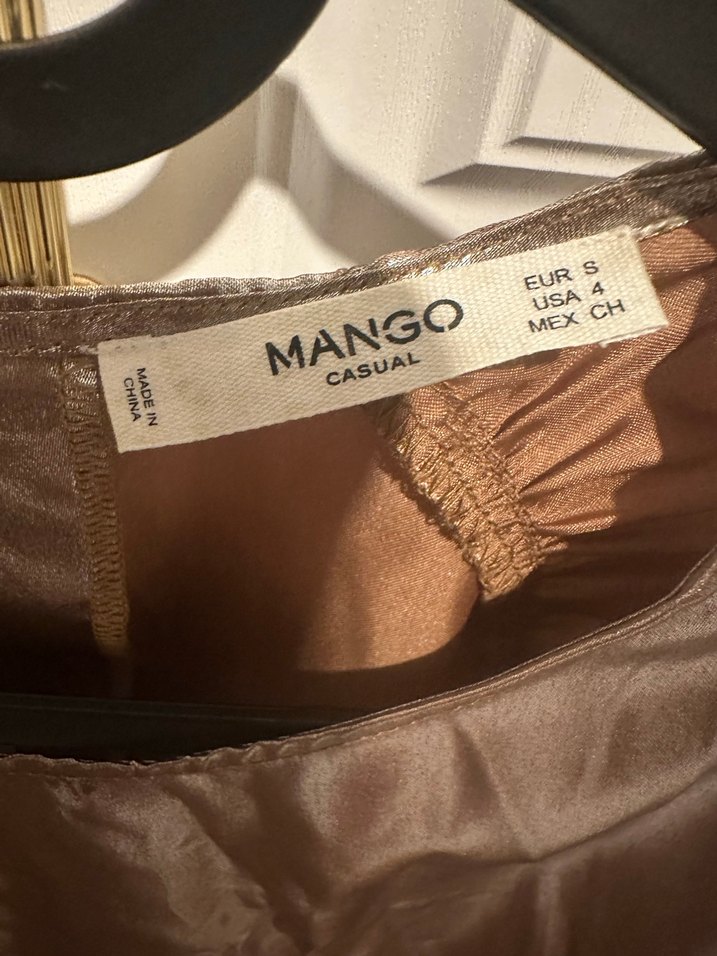 MADE IN
CHINA
MANGO
CASUAL
EUR S
USA 4
MEX CH